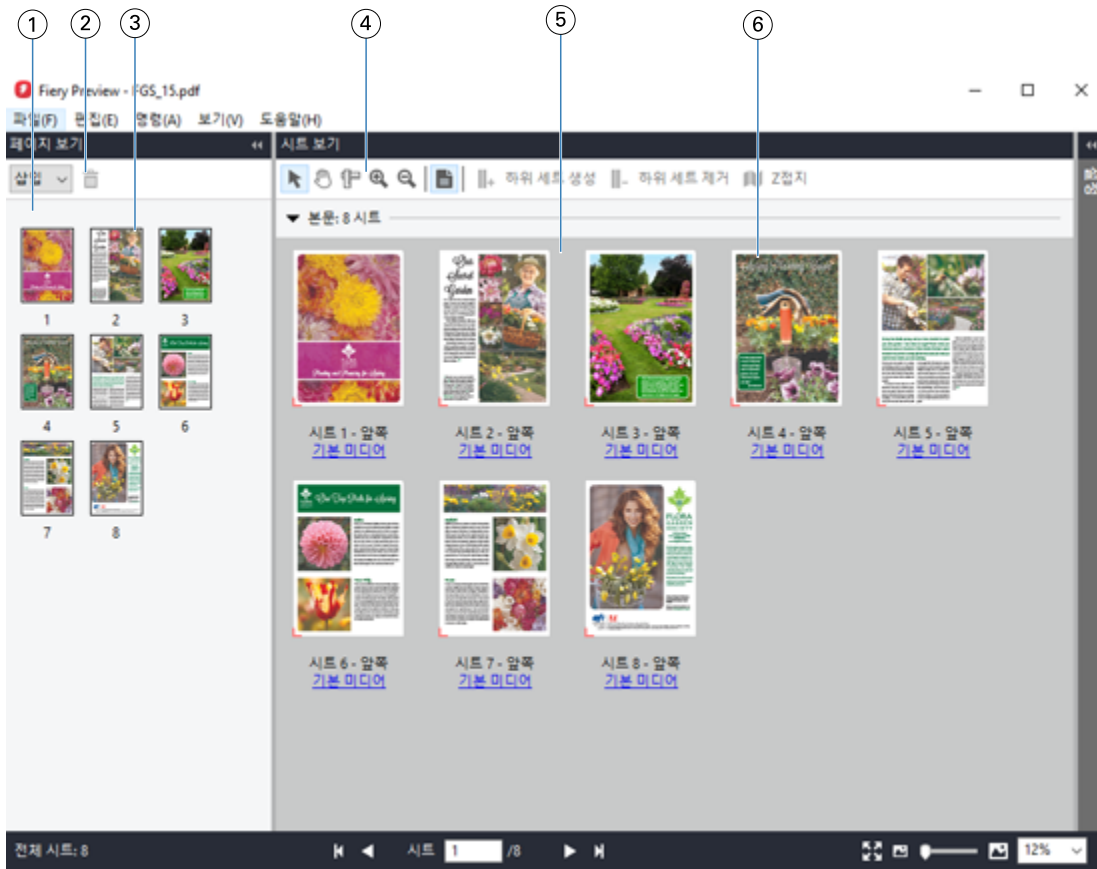 1 2 3 4 5 6
Fiery Preview - FGS_15.pdf
파일(F) 편집(E) 명령(A) 보기(V) 도움말(H)
페이지 보기
시트 보기
삽입
하위 세트 생성 하위 세트 제거 Z접지
본문: 8 시트
1 2 3
4 5 6
7 8
시트 1 - 앞쪽 시트 2 - 앞쪽 시트 3 - 앞쪽 시트 4 - 앞쪽 시트 5 - 앞쪽
기본 미디어 기본 미디어 기본 미디어 기본 미디어 기본 미디어
FLORA
GARDEN
SOCIETY
시트 6 - 앞쪽 시트 7 - 앞쪽 시트 8 - 앞쪽
기본 미디어 기본 미디어 기본 미디어
전체 시트: 8 시트 1 /8 12%